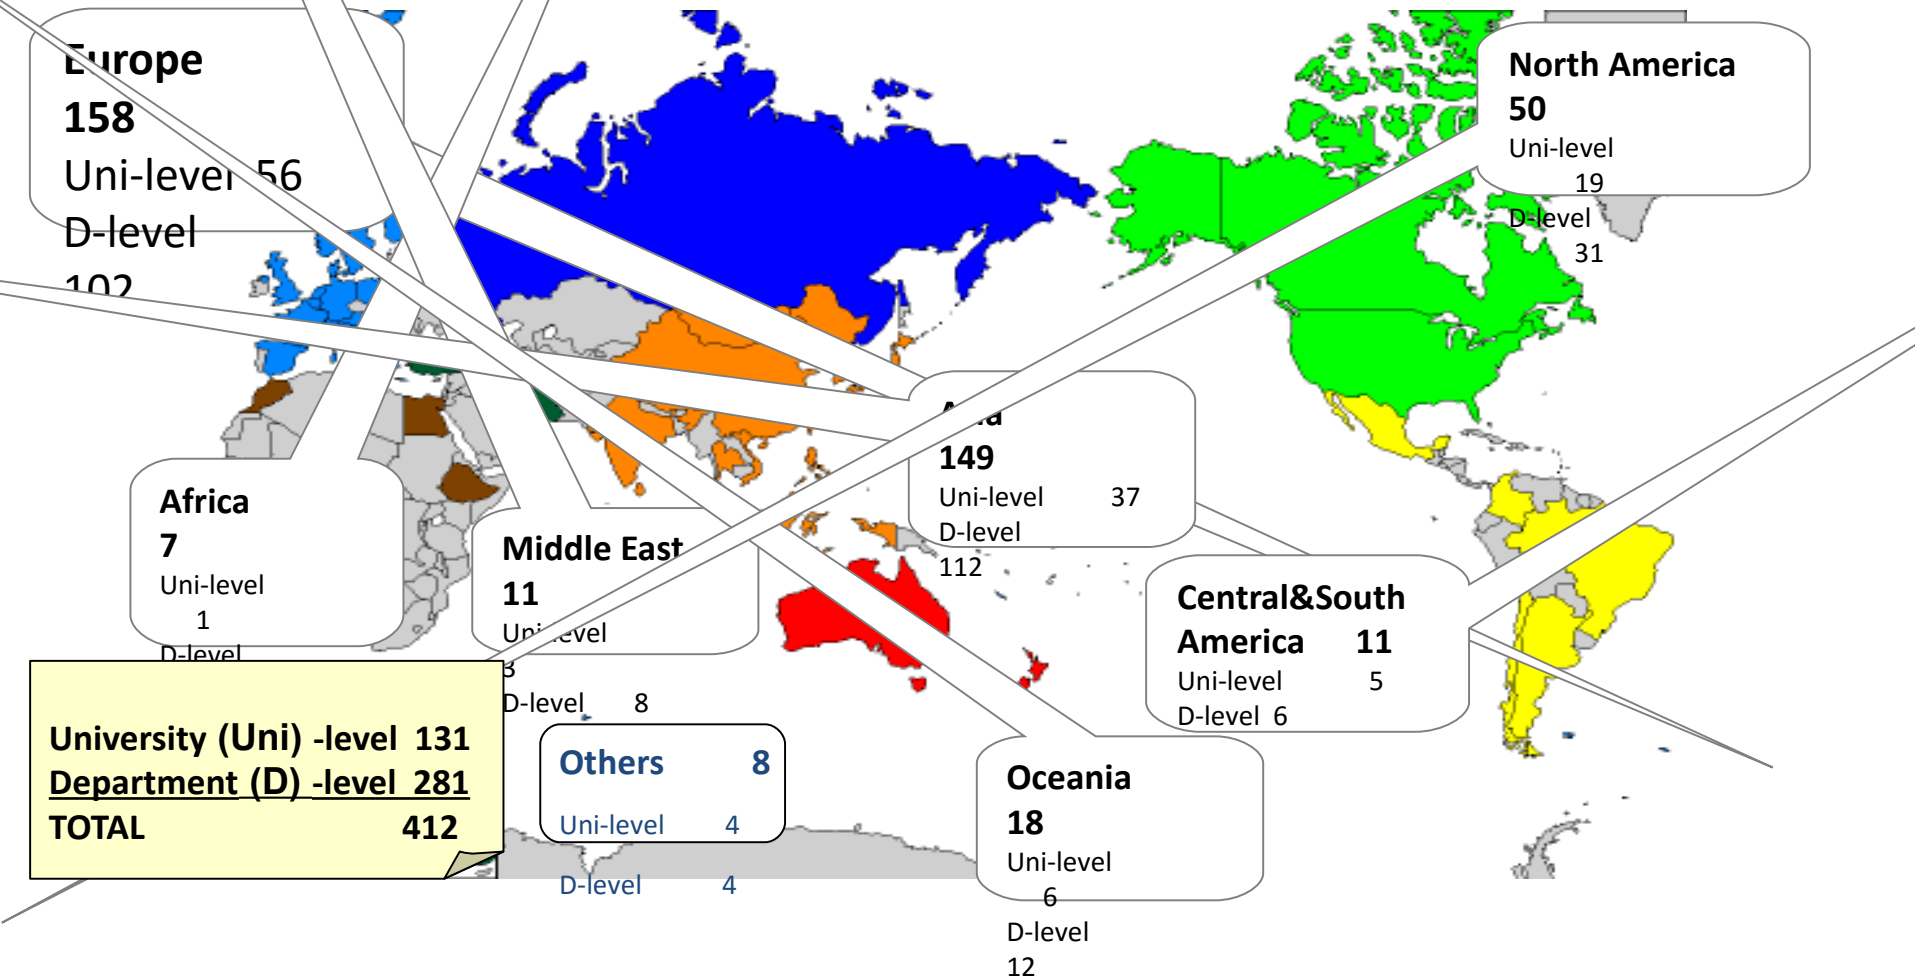 Europe
158
Uni-level 56
D-level
102
North America
50
Uni-level
19
D-level
31
149
Uni-level 37
D-level
112
Africa
7
Uni-level
1
D-level
Middle East
11
Uni-level
3
D-level 8
Central&South
America 11
Uni-level 5
D-level 6
University (Uni) -level 131
Department (D) -level 281
TOTAL 412
Others 8
Uni-level 4
D-level 4
Oceania
18
Uni-level
6
D-level
12